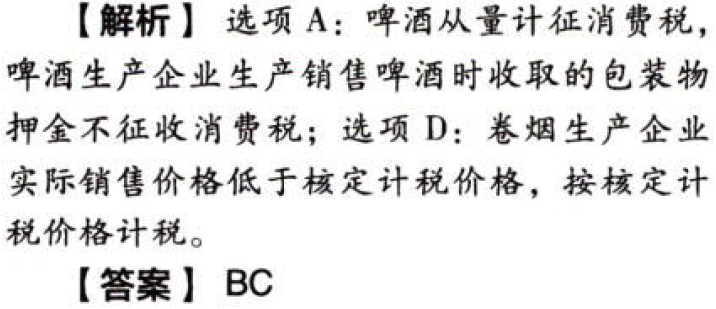 【解析】 选项 A：啤酒从量计征消费税，
啤酒生产企业生产销售啤酒时收取的包装物
押金不征收消费税；选项 D：卷烟生产企业
实际销售价格低于核定计税价格，按核定计
税价格计税。
【答案】 BC